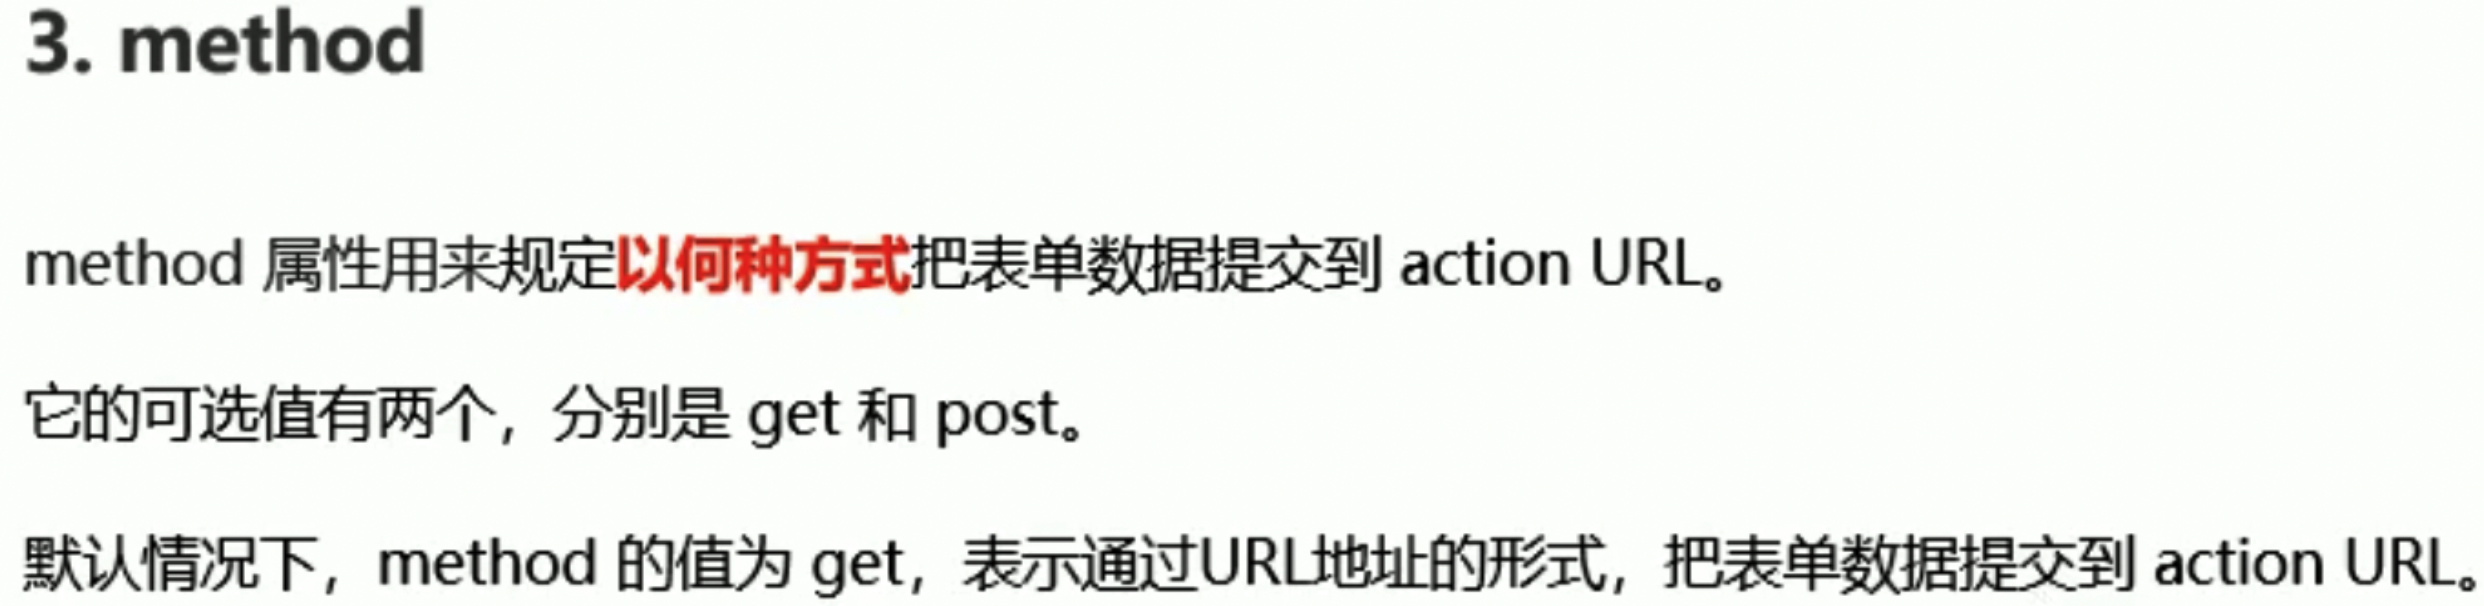 3. method
method 属性用来规定以何种方式把表单数据提交到 action URL。
它的可选值有两个，分别是 get 和 post。
默认情况下，method 的值为 get，表示通过URL地址的形式，把表单数据提交到 action URL。